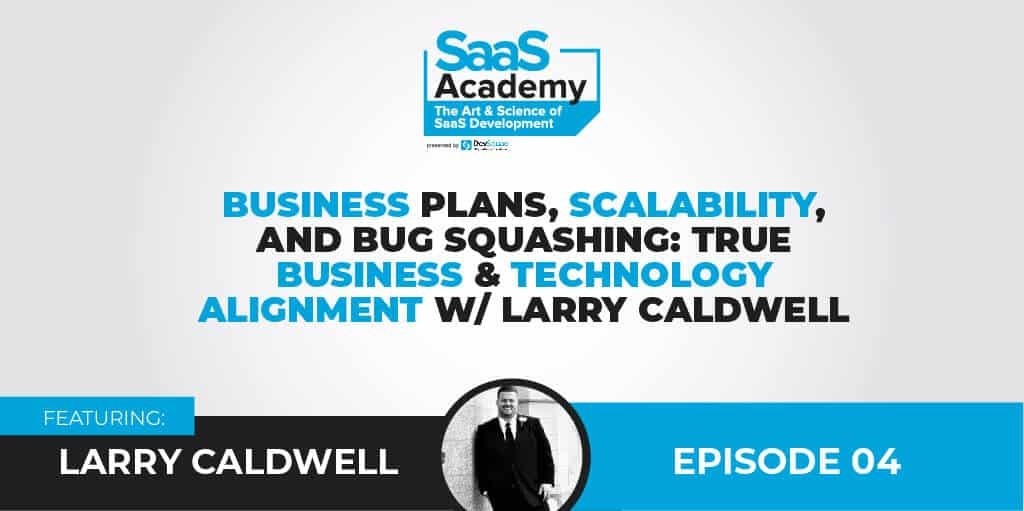 SaaS
Academy
The Art & Science of
SaaS Development
presented by DevSquad
BUSINESS PLANS, SCALABILITY,
AND BUG SQUASHING: TRUE
BUSINESS & TECHNOLOGY
ALIGNMENT W/ LARRY CALDWELL
FEATURING:
LARRY CALDWELL
EPISODE 04